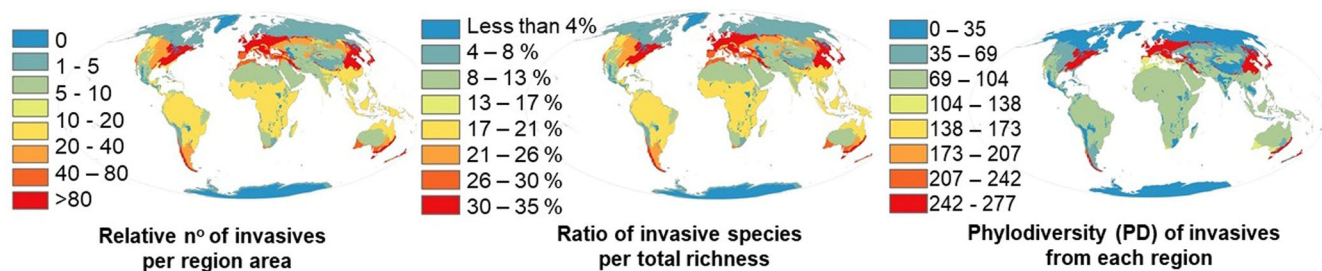 0
1 - 5
5 - 10
10 - 20
20 - 40
40 – 80
>80
Relative nº of invasives
per region area
Less than 4%
4 – 8 %
8 – 13 %
13 – 17 %
17 – 21 %
21 – 26 %
26 – 30 %
30 – 35 %
Ratio of invasive species
per total richness
0 – 35
35 – 69
69 – 104
104 – 138
138 – 173
173 – 207
207 – 242
242 - 277
Phylodiversity (PD) of invasives
from each region